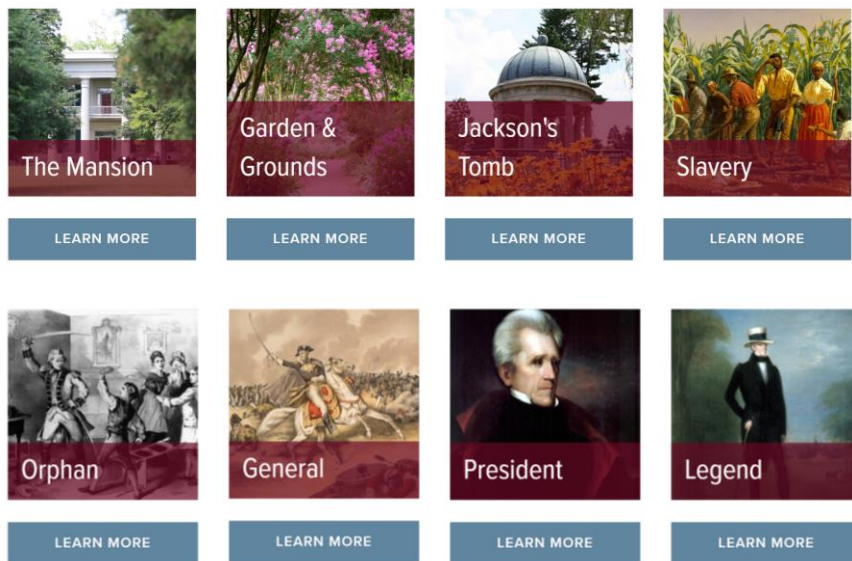 The Mansion
Garden &
Grounds
Jackson's
Tomb
Slavery
LEARN MORE
LEARN MORE
LEARN MORE
LEARN MORE
Orphan
General
President
Legend
LEARN MORE
LEARN MORE
LEARN MORE
LEARN MORE